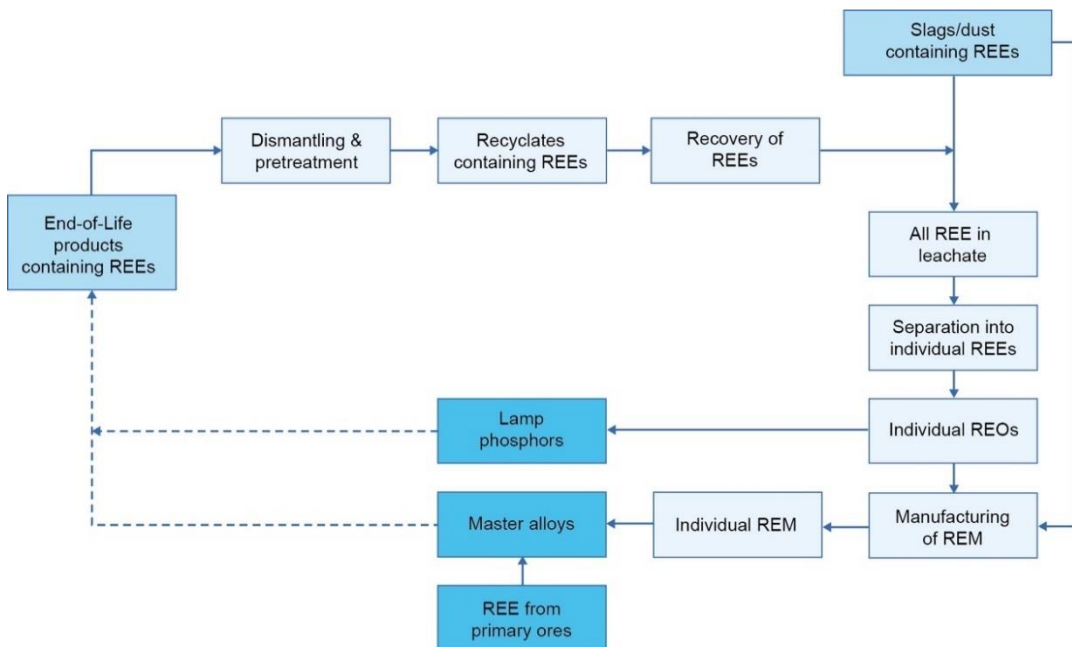 Slags/dust
containing REEs
Dismantling &
pretreatment
Recyclates
containing REEs
Recovery of
REEs
End-of-Life
products
containing REEs
All REE in
leachate
Separation into
individual REEs
Lamp
phosphors
Individual REOs
Master alloys
Individual REM
Manufacturing
of REM
REE from
primary ores